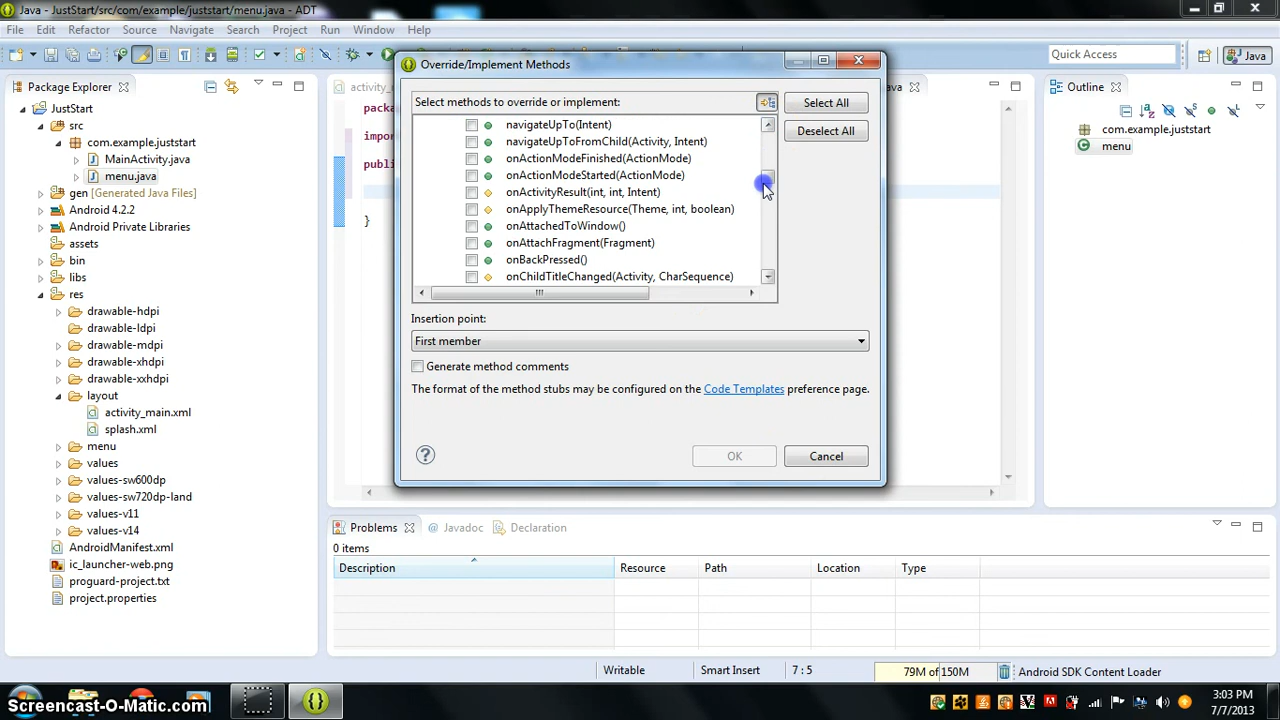 Java - JustStart/src/com/example/juststart/menu.java - ADT
File Edit Refactor Source Navigate Search Project Run Window Help
Quick Access
Java
Package Explorer
JustStart
src
com.example.juststart
MainActivity.java
menu.java
gen [Generated Java Files]
Android 4.2.2
Android Private Libraries
assets
bin
libs
res
drawable-hdpi
drawable-ldpi
drawable-mdpi
drawable-xhdpi
drawable-xxhdpi
layout
activity_main.xml
splash.xml
menu
values
values-sw600dp
values-sw720dp-land
values-v11
values-v14
AndroidManifest.xml
ic_launcher-web.png
proguard-project.txt
project.properties
Override/Implement Methods
Select methods to override or implement:
navigateUpTo(Intent)
navigateUpToFromChild(Activity, Intent)
onActionModeFinished(ActionMode)
onActionModeStarted(ActionMode)
onActivityResult(int, int, Intent)
onApplyThemeResource(Theme, int, boolean)
onAttachedToWindow()
onAttachFragment(Fragment)
onBackPressed()
onChildTitleChanged(Activity, CharSequence)
Select All
Deselect All
Insertion point:
First member
Generate method comments
The format of the method stubs may be configured on the Code Templates preference page.
OK Cancel
Outline
com.example.juststart
menu
}
Problems @ Javadoc Declaration
0 items
Description Resource Path Location Type
Writable Smart Insert 7 : 5 79M of 150M Android SDK Content Loader
Screencast-O-Matic.com
3:03 PM
7/7/2013